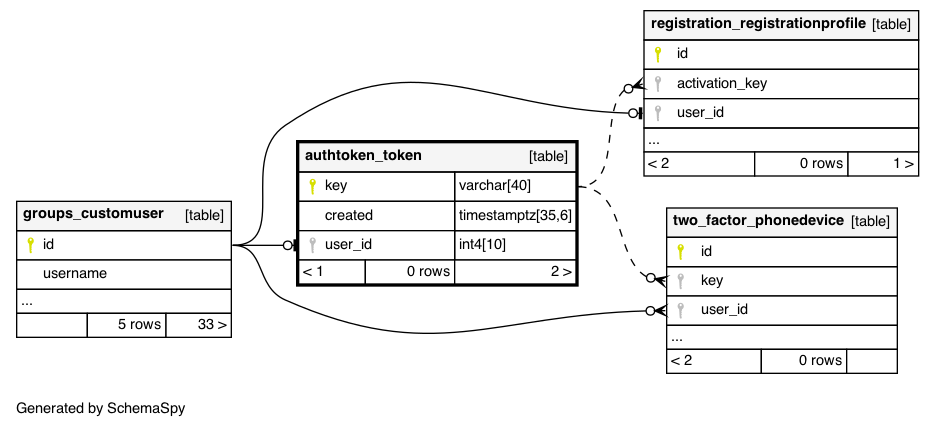 registration_registrationprofile [table]
id
activation_key
user_id
...
< 2 0 rows 1 >
authtoken_token [table]
key varchar[40]
created timestamptz[35,6]
user_id int4[10]
< 1 0 rows 2 >
groups_customuser [table]
id
username
...
5 rows 33 >
two_factor_phonedevice [table]
id
key
user_id
...
< 2 0 rows
Generated by SchemaSpy